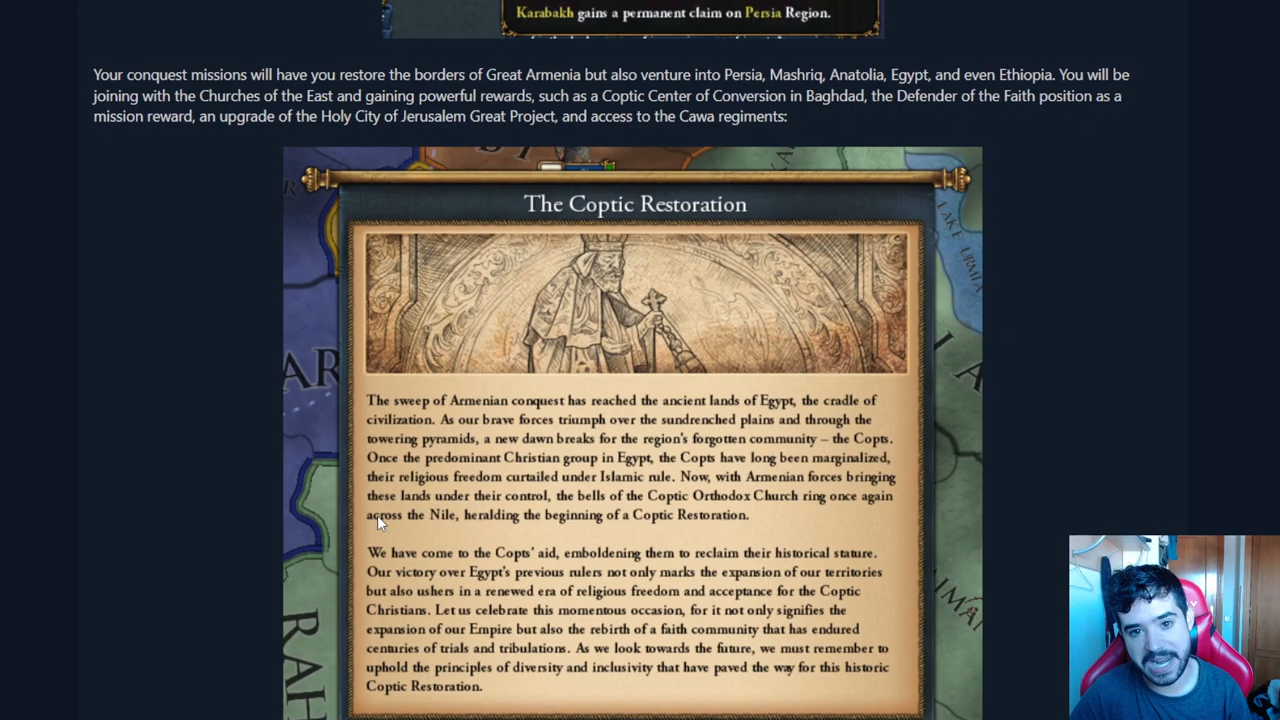 Karabakh gains a permanent claim on Persia Region.
Your conquest missions will have you restore the borders of Great Armenia but also venture into Persia, Mashriq, Anatolia, Egypt, and even Ethiopia. You will be
joining with the Churches of the East and gaining powerful rewards, such as a Coptic Center of Conversion in Baghdad, the Defender of the Faith position as a
mission reward, an upgrade of the Holy City of Jerusalem Great Project, and access to the Cawa regiments:
The Coptic Restoration
LAKE URMIA
AR
The sweep of Armenian conquest has reached the ancient lands of Egypt, the cradle of
civilization. As our brave forces triumph over the sundrenched plains and through the
towering pyramids, a new dawn breaks for the region's forgotten community – the Copts.
Once the predominant Christian group in Egypt, the Copts have long been marginalized,
their religious freedom curtailed under Islamic rule. Now, with Armenian forces bringing
these lands under their control, the bells of the Coptic Orthodox Church ring once again
across the Nile, heralding the beginning of a Coptic Restoration.
We have come to the Copts' aid, emboldening them to reclaim their historical stature.
Our victory over Egypt's previous rulers not only marks the expansion of our territories
but also ushers in a renewed era of religious freedom and acceptance for the Coptic
Christians. Let us celebrate this momentous occasion, for it not only signifies the
expansion of our Empire but also the rebirth of a faith community that has endured
centuries of trials and tribulations. As we look towards the future, we must remember to
uphold the principles of diversity and inclusivity that have paved the way for this historic
Coptic Restoration.
RAH